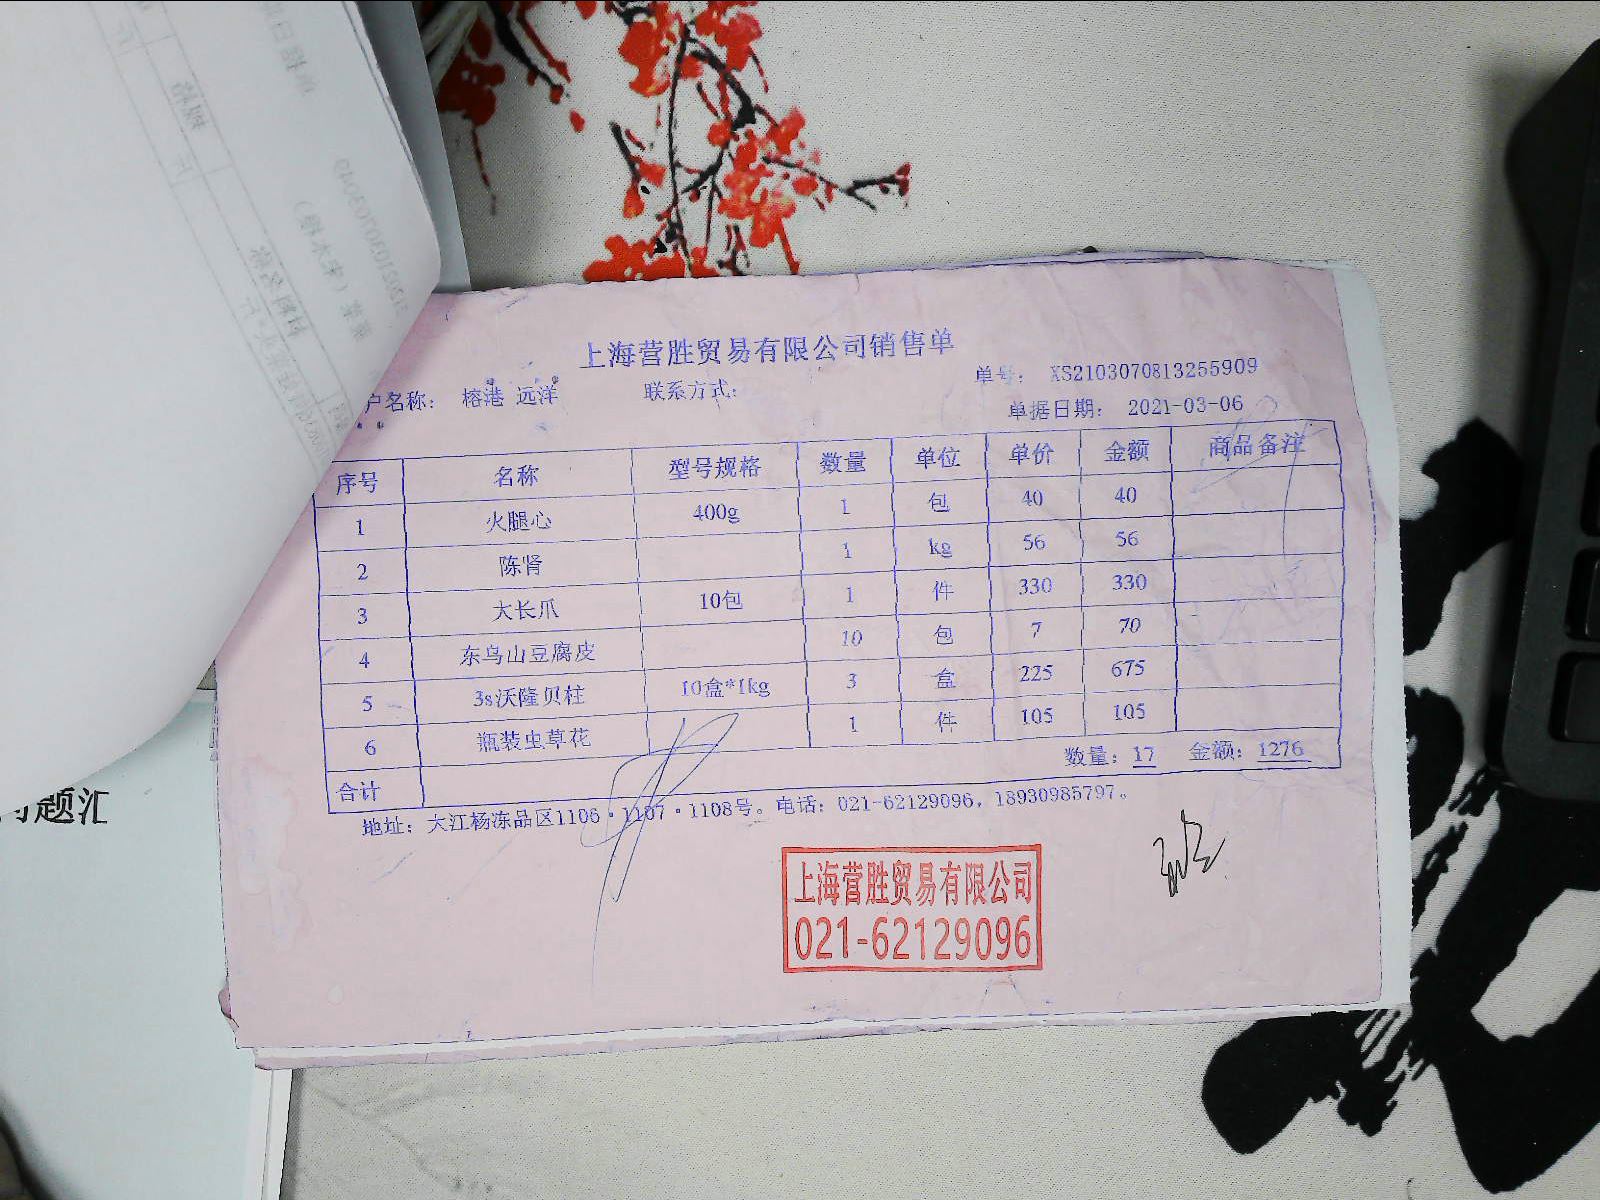 上海营胜贸易有限公司销售单
单号： XS2103070813255909
户名称： 榕港 远洋 联系方式：
单据日期： 2021-03-06
序号 名称 型号规格 数量 单位 单价 金额 商品备注
1 火腿心 400g 1 包 40 40
2 陈肾 1 kg 56 56
3 大长爪 10包 1 件 330 330
4 东乌山豆腐皮 10 包 7 70
5 3s沃隆贝柱 10盒*1kg 3 盒 225 675
6 瓶装虫草花 1 件 105 105
合计 数量：17 金额：1276
地址：大江杨冻品区1106·1107·1108号。电话：021-62129096，18930985797。
上海营胜贸易有限公司
021-62129096
题汇